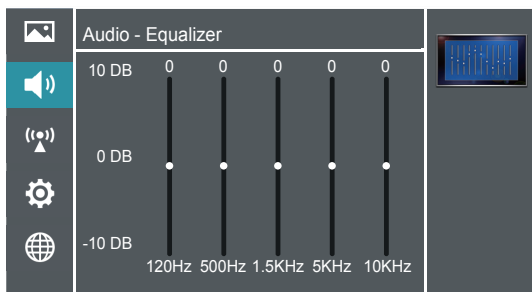 Audio - Equalizer
10 DB 0 0 0 0 0
0 DB
-10 DB
120Hz 500Hz 1.5KHz 5KHz 10KHz